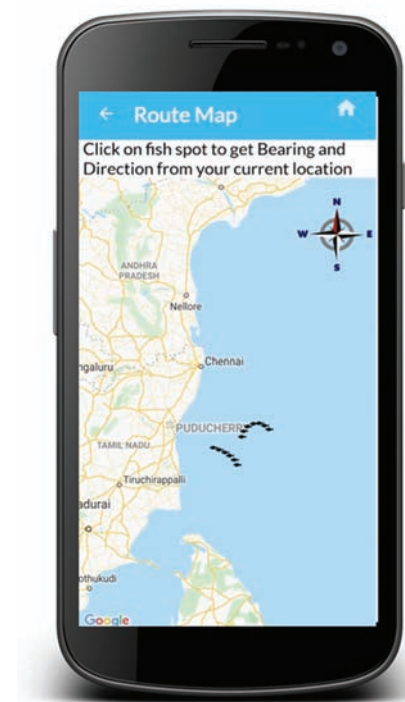 Route Map
Click on fish spot to get Bearing and
Direction from your current location
N
W E
S
ANDHRA
PRADESH
Nellore
ngaluru
Chennai
PUDUCHERR
TAMIL NADU
Tiruchirappalli
adurai
othukudi
Google